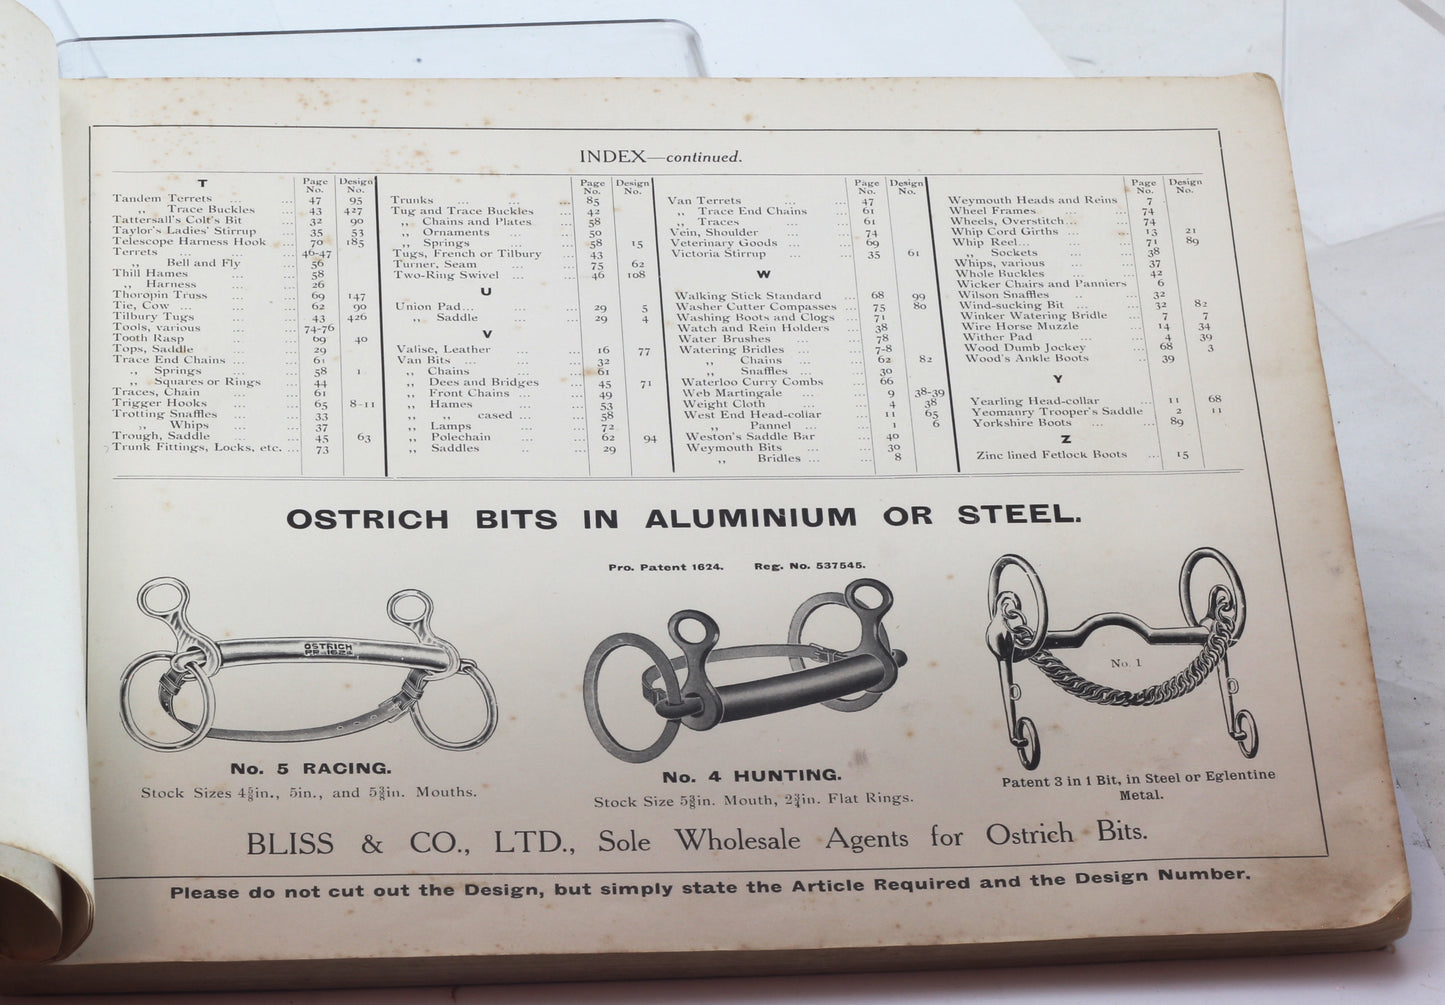 INDEX—continued.
T
Page No. Design No.
Tandem Terrets ... ... 47 95
„ Trace Buckles ... 43 427
Tattersall's Colt's Bit ... 32 90
Taylor's Ladies' Stirrup ... 35 53
Telescope Harness Hook ... 70 185
Terrets ... ... ... 46-47
„ Bell and Fly ... 56
Thill Hames ... ... 58
„ Harness ... ... 26
Thoropin Truss ... ... 69 147
Tie, Cow ... ... 62 90
Tilbury Tugs ... ... 43 426
Tools, various ... ... 74-76
Tooth Rasp ... ... 69 40
Tops, Saddle ... ... 29
Trace End Chains ... ... 61
„ Springs ... ... 58 1
„ Squares or Rings ... 44
Traces, Chain ... ... 61
Trigger Hooks ... ... 65 8-11
Trotting Snaffles ... ... 33
„ Whips ... ... 37
Trough, Saddle ... ... 45 63
Trunk Fittings, Locks, etc. ... 73
Page No. Design No.
Trunks ... ... ... 85
Tug and Trace Buckles ... 42
„ Chains and Plates ... 58
„ Ornaments ... ... 50
„ Springs ... ... 58 15
Tugs, French or Tilbury ... 43
Turner, Seam ... ... 75 62
Two-Ring Swivel ... ... 46 108
U
Union Pad... ... ... 29 5
„ Saddle ... ... 29 4
V
Valise, Leather ... ... 16 77
Van Bits ... ... ... 32
„ Chains ... ... 61
„ Dees and Bridges ... 45 71
„ Front Chains ... ... 49
„ Hames ... ... 53
„ „ cased ... ... 58
„ Lamps ... ... 72
„ Polechain ... ... 62 94
„ Saddles ... ... 29
Page No. Design No.
Van Terrets ... ... 47
„ Trace End Chains ... 61
„ Traces ... ... 61
Vein, Shoulder ... ... 74
Veterinary Goods ... ... 69
Victoria Stirrup ... ... 35 61
W
Walking Stick Standard ... 68 99
Washer Cutter Compasses ... 75 80
Washing Boots and Clogs ... 71
Watch and Rein Holders ... 38
Water Brushes ... ... 78
Watering Bridles ... ... 7-8
„ Chains ... ... 62 82
„ Snaffles ... ... 30
Waterloo Curry Combs ... 66
Web Martingale ... ... 9 38-39
Weight Cloth ... ... 4 38
West End Head-collar ... 11 65
„ Pannel ... ... 1 6
Weston's Saddle Bar ... 40
Weymouth Bits ... ... 30
„ Bridles ... ... 8
Page No. Design No.
Weymouth Heads and Reins 7
Wheel Frames ... ... 74
Wheels, Overstitch... ... 74
Whip Cord Girths ... ... 13 21
Whip Reel... ... ... 71 89
„ Sockets ... ... 38
Whips, various ... ... 37
Whole Buckles ... ... 42
Wicker Chairs and Panniers 6
Wilson Snaffles ... ... 32
Wind-sucking Bit ... ... 32 82
Winker Watering Bridle ... 7 7
Wire Horse Muzzle ... 14 34
Wither Pad ... ... 4 39
Wood Dumb Jockey ... 68 3
Wood's Ankle Boots ... 39
Y
Yearling Head-collar ... 11 68
Yeomanry Trooper's Saddle 2 11
Yorkshire Boots ... ... 89
Z
Zinc lined Fetlock Boots ... 15
OSTRICH BITS IN ALUMINIUM OR STEEL.
Pro. Patent 1624. Reg. No. 537545.
OSTRICH
PP 1624
No. 1
No. 5 RACING.
Stock Sizes 4⅝in., 5in., and 5⅜in. Mouths.
No. 4 HUNTING.
Stock Size 5⅜in. Mouth, 2¾in. Flat Rings.
Patent 3 in 1 Bit, in Steel or Eglentine
Metal.
BLISS & CO., LTD., Sole Wholesale Agents for Ostrich Bits.
Please do not cut out the Design, but simply state the Article Required and the Design Number.